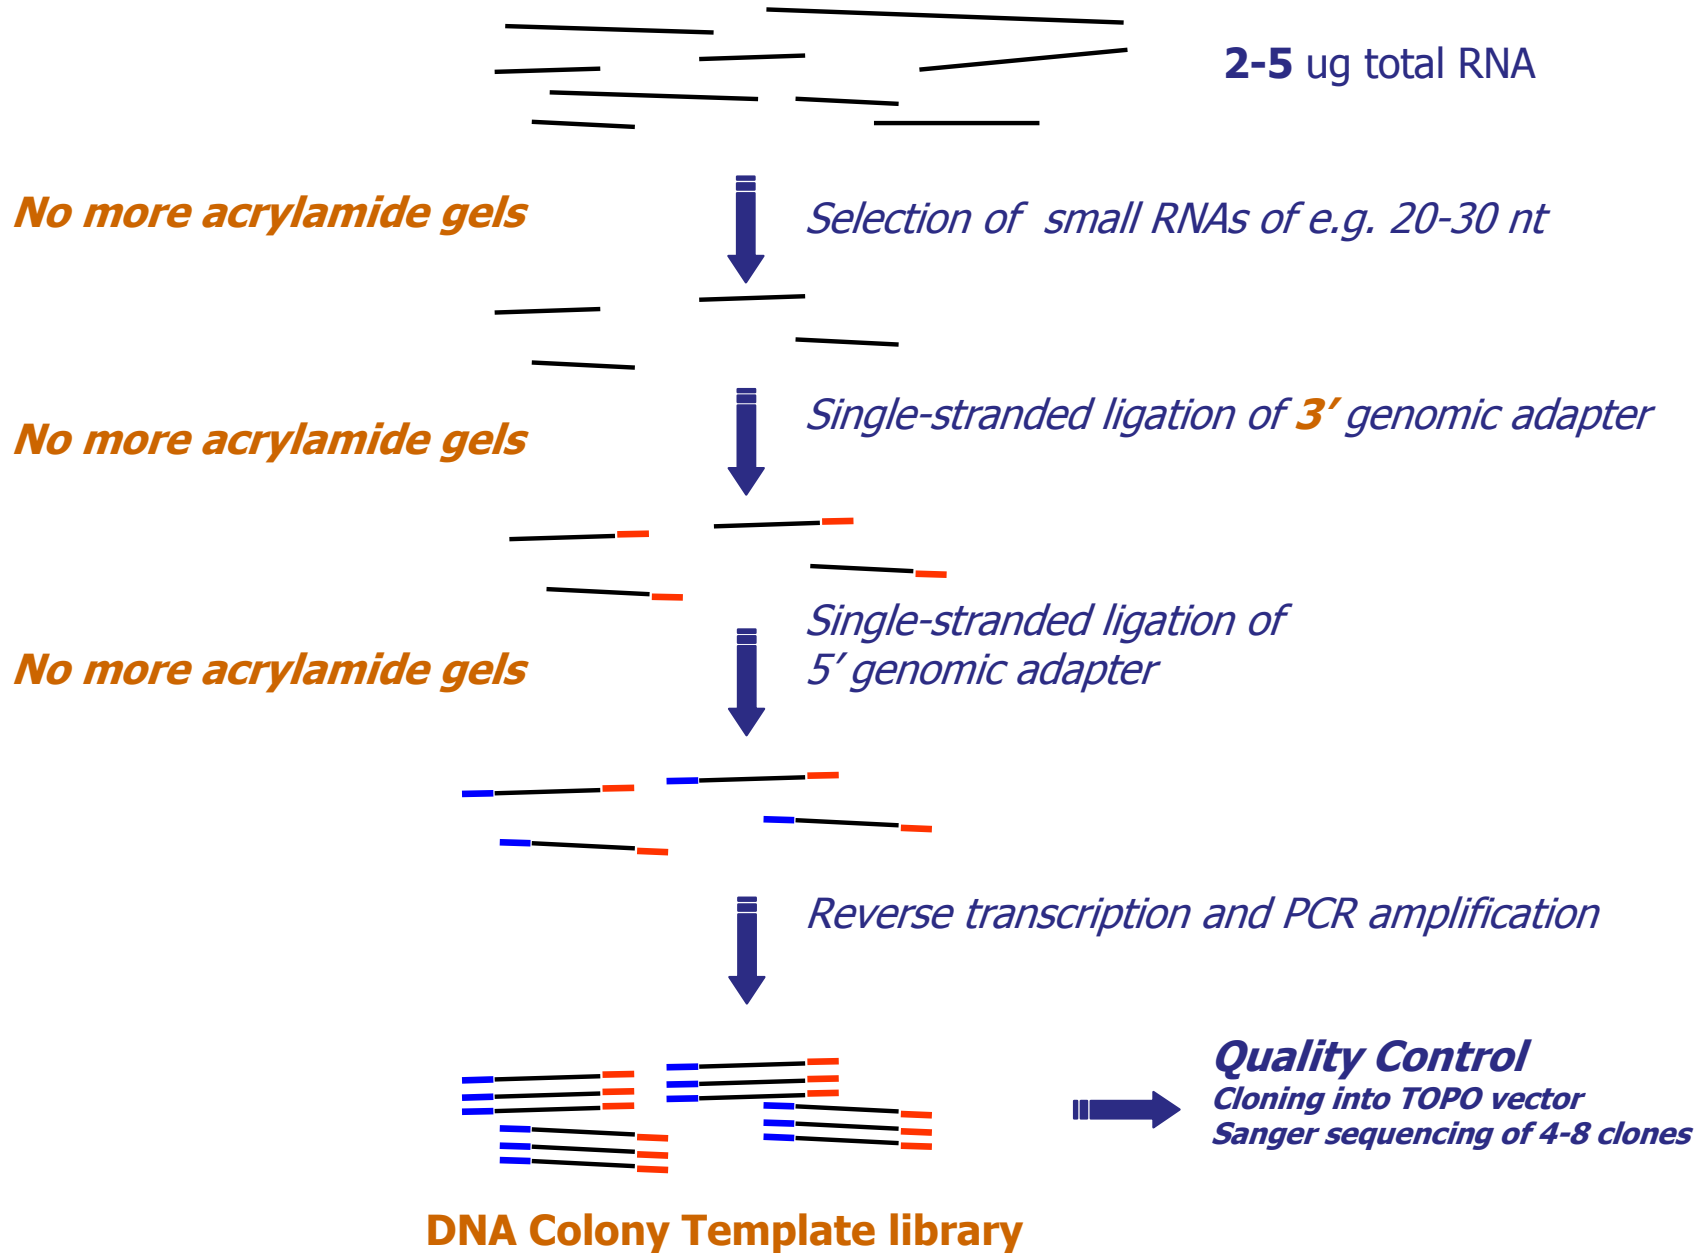 2-5 ug total RNA
No more acrylamide gels
Selection of  small RNAs of e.g. 20-30 nt
No more acrylamide gels
Single-stranded ligation of 3’ genomic adapter
No more acrylamide gels
Single-stranded ligation of
5’ genomic adapter
Reverse transcription and PCR amplification
Quality Control
Cloning into TOPO vector
Sanger sequencing of 4-8 clones
DNA Colony Template library